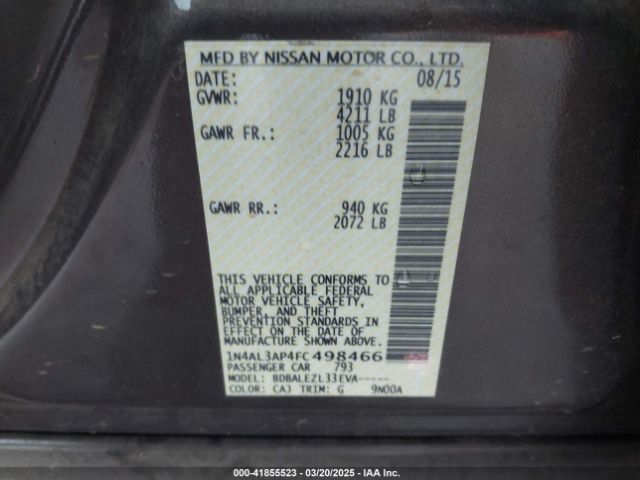 MFD BY NISSAN MOTOR CO., LTD.
DATE: 08/15
GVWR: 1910 KG
4211 LB
GAWR FR.: 1005 KG
2216 LB
GAWR RR.: 940 KG
2072 LB
THIS VEHICLE CONFORMS TO
ALL APPLICABLE FEDERAL
MOTOR VEHICLE SAFETY,
BUMPER, AND THEFT
PREVENTION STANDARDS IN
EFFECT ON THE DATE OF
MANUFACTURE SHOWN ABOVE.
1N4AL3AP4FC498466
PASSENGER CAR 793
MODEL: BDBALEZL33EVA-----
COLOR: CAJ TRIM: G 9N00A
000-41855523 – 03/20/2025 – IAA Inc.